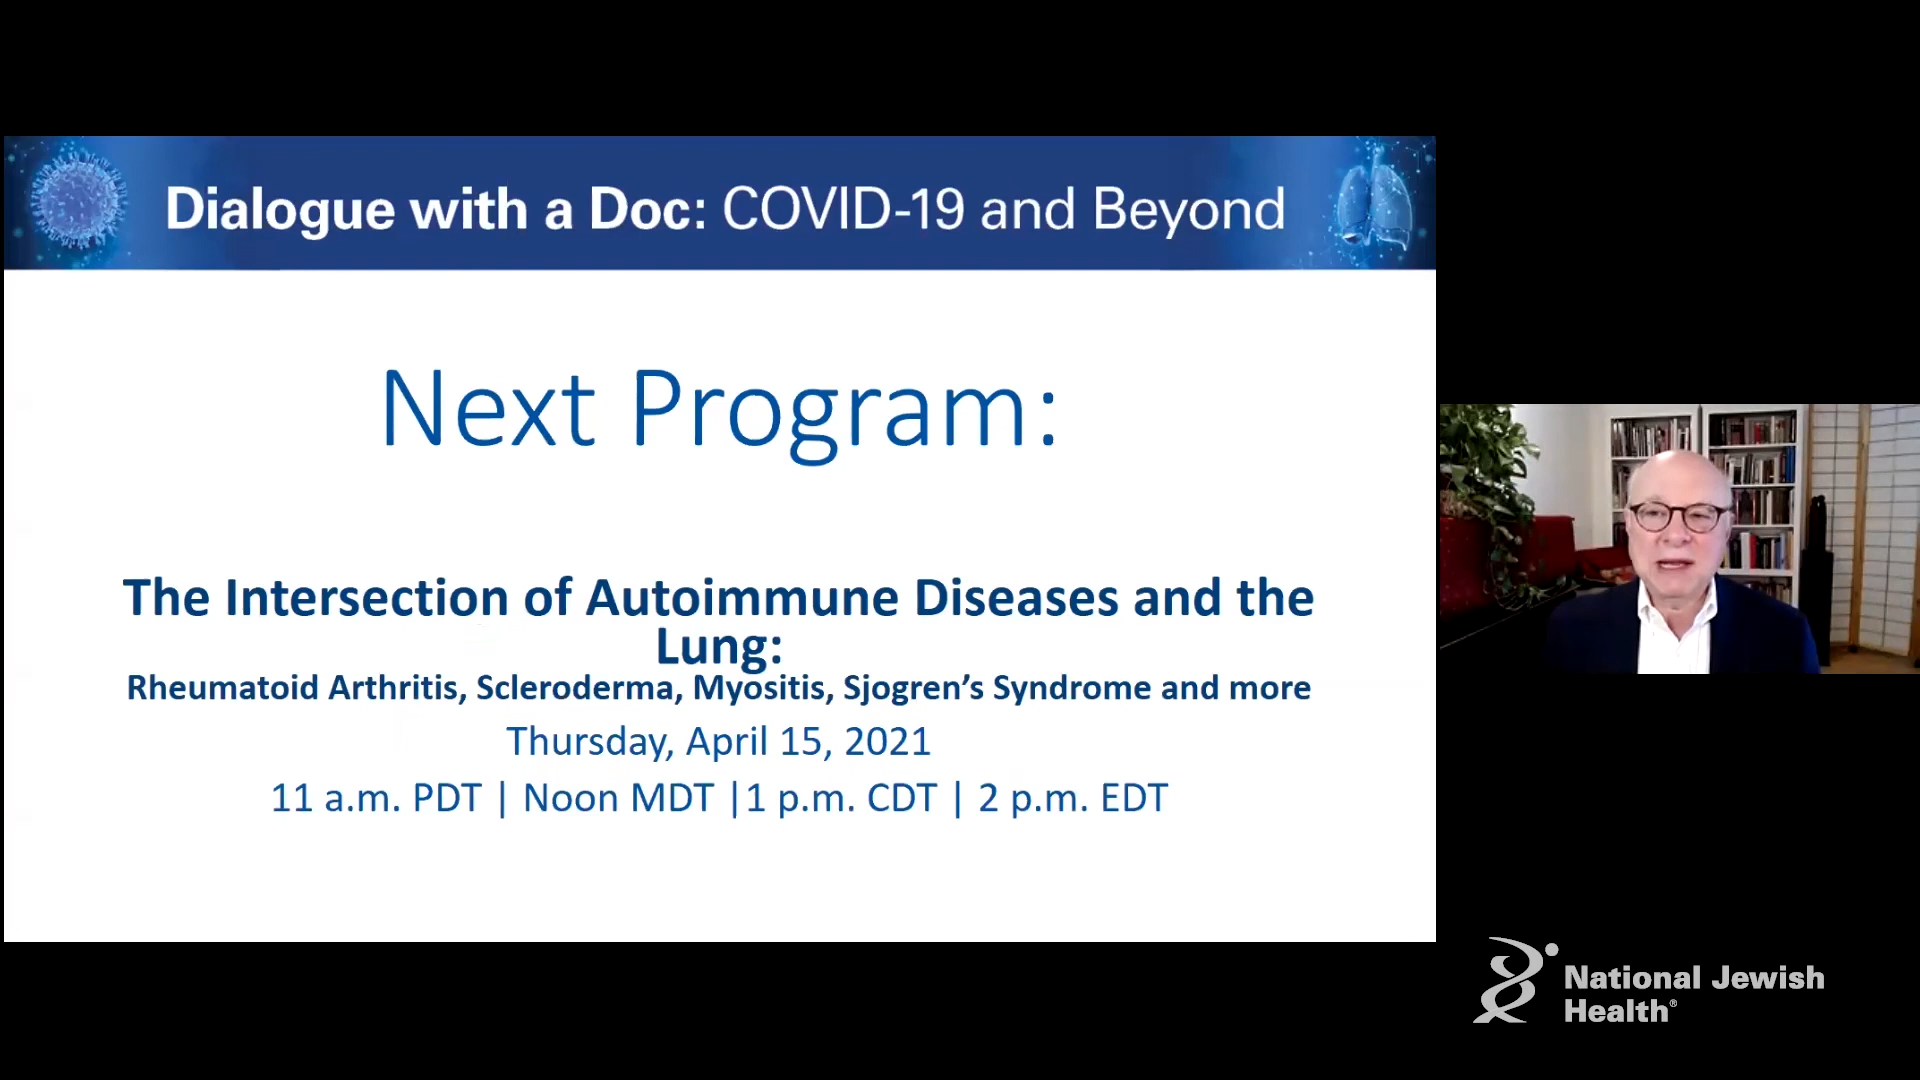 Dialogue with a Doc: COVID-19 and Beyond
Next Program:
The Intersection of Autoimmune Diseases and the
Lung:
Rheumatoid Arthritis, Scleroderma, Myositis, Sjogren’s Syndrome and more
Thursday, April 15, 2021
11 a.m. PDT | Noon MDT |1 p.m. CDT | 2 p.m. EDT
National Jewish
Health®